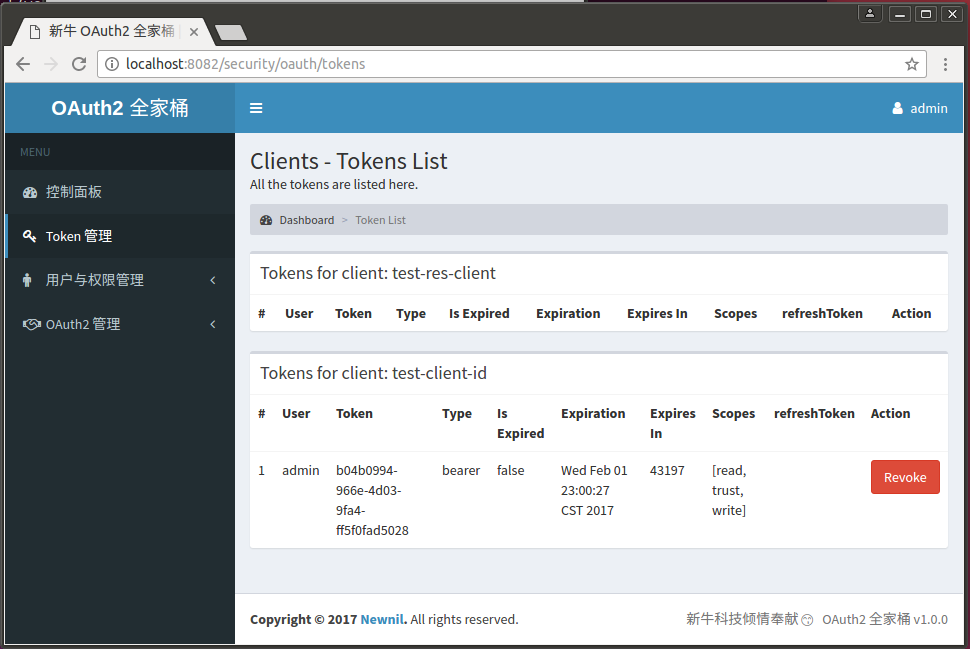 新牛 OAuth2 全家桶
localhost:8082/security/oauth/tokens
OAuth2 全家桶
admin
MENU
控制面板
Token 管理
用户与权限管理
OAuth2 管理
Clients - Tokens List
All the tokens are listed here.
Dashboard > Token List
Tokens for client: test-res-client
# User Token Type Is Expired Expiration Expires In Scopes refreshToken Action
Tokens for client: test-client-id
# User Token Type Is Expiration Expires Scopes refreshToken Action
Expired In
1 admin b04b0994- bearer false Wed Feb 01 43197 [read, Revoke
966e-4d03- 23:00:27 trust,
9fa4- CST 2017 write]
ff5f0fad5028
Copyright © 2017 Newnil. All rights reserved.
新牛科技倾情奉献 OAuth2 全家桶 v1.0.0